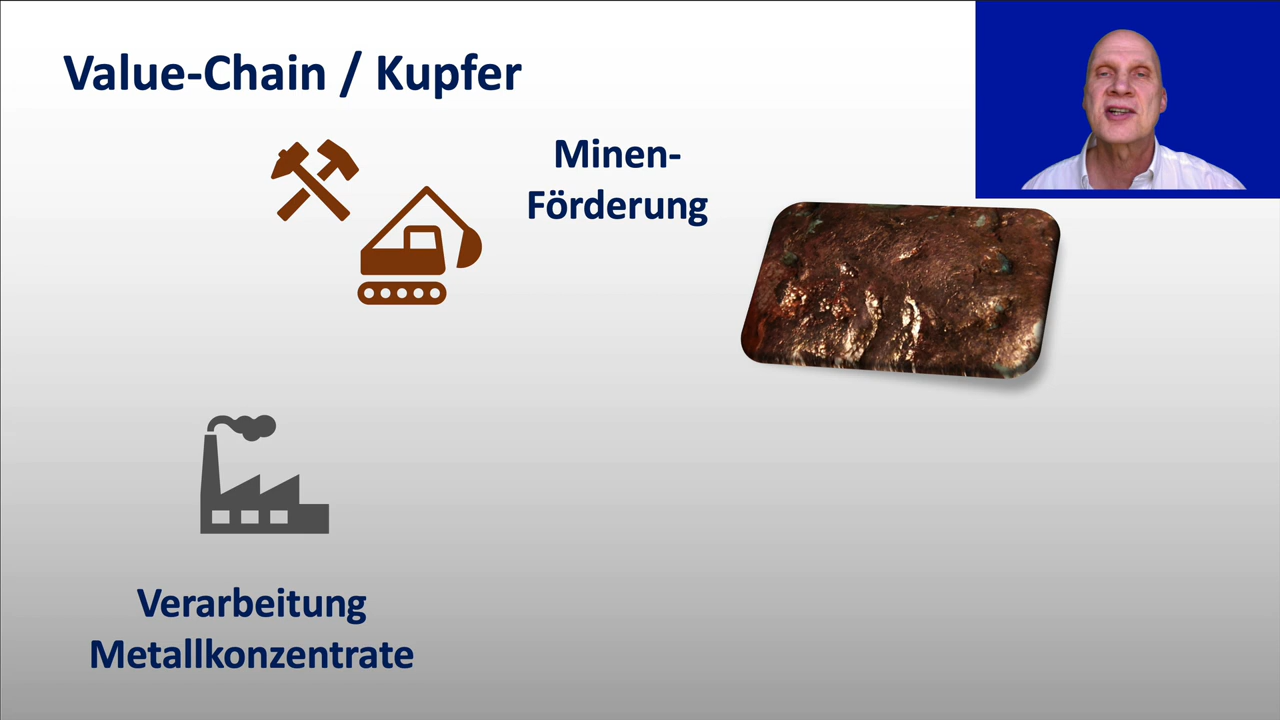 Value-Chain / Kupfer
Minen-
Förderung
Verarbeitung
Metallkonzentrate